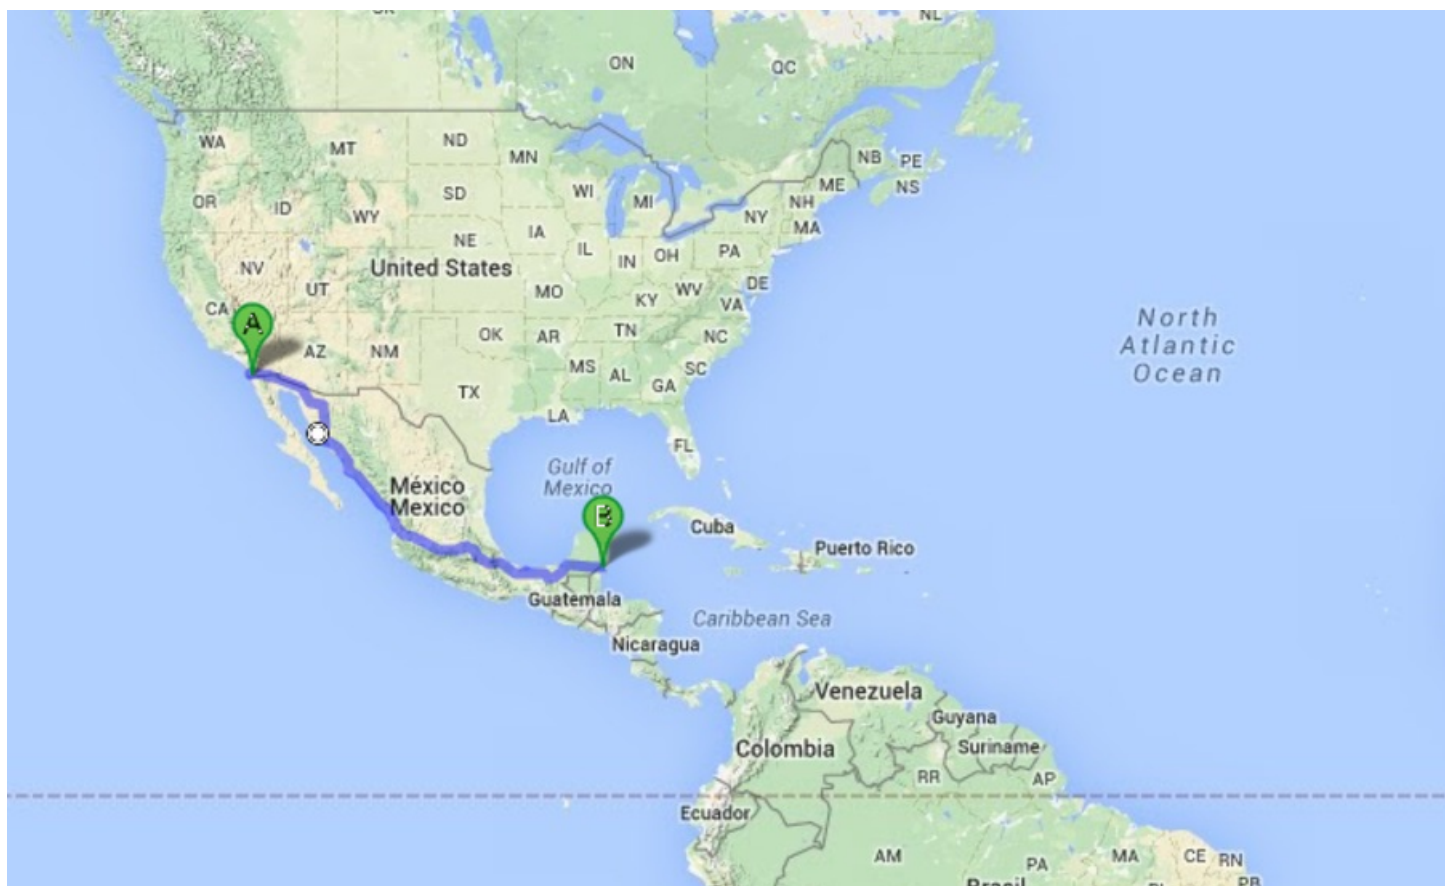 NL
ON
QC
WA
MT
ND
MN
NB
PE
OR
ID
WY
SD
WI
MI
ME
NS
NY
NH
MA
NE
IA
IL
IN
OH
PA
NV
UT
United States
MO
KY
WV
VA
DE
CA
A
AZ
NM
OK
AR
TN
NC
North
Atlantic
Ocean
TX
MS
AL
GA
SC
LA
FL
Gulf of
Mexico
México
Mexico
B
Cuba
Puerto Rico
Guatemala
Caribbean Sea
Nicaragua
Venezuela
Guyana
Colombia
Suriname
RR
AP
Ecuador
AM
PA
MA
CE
RN